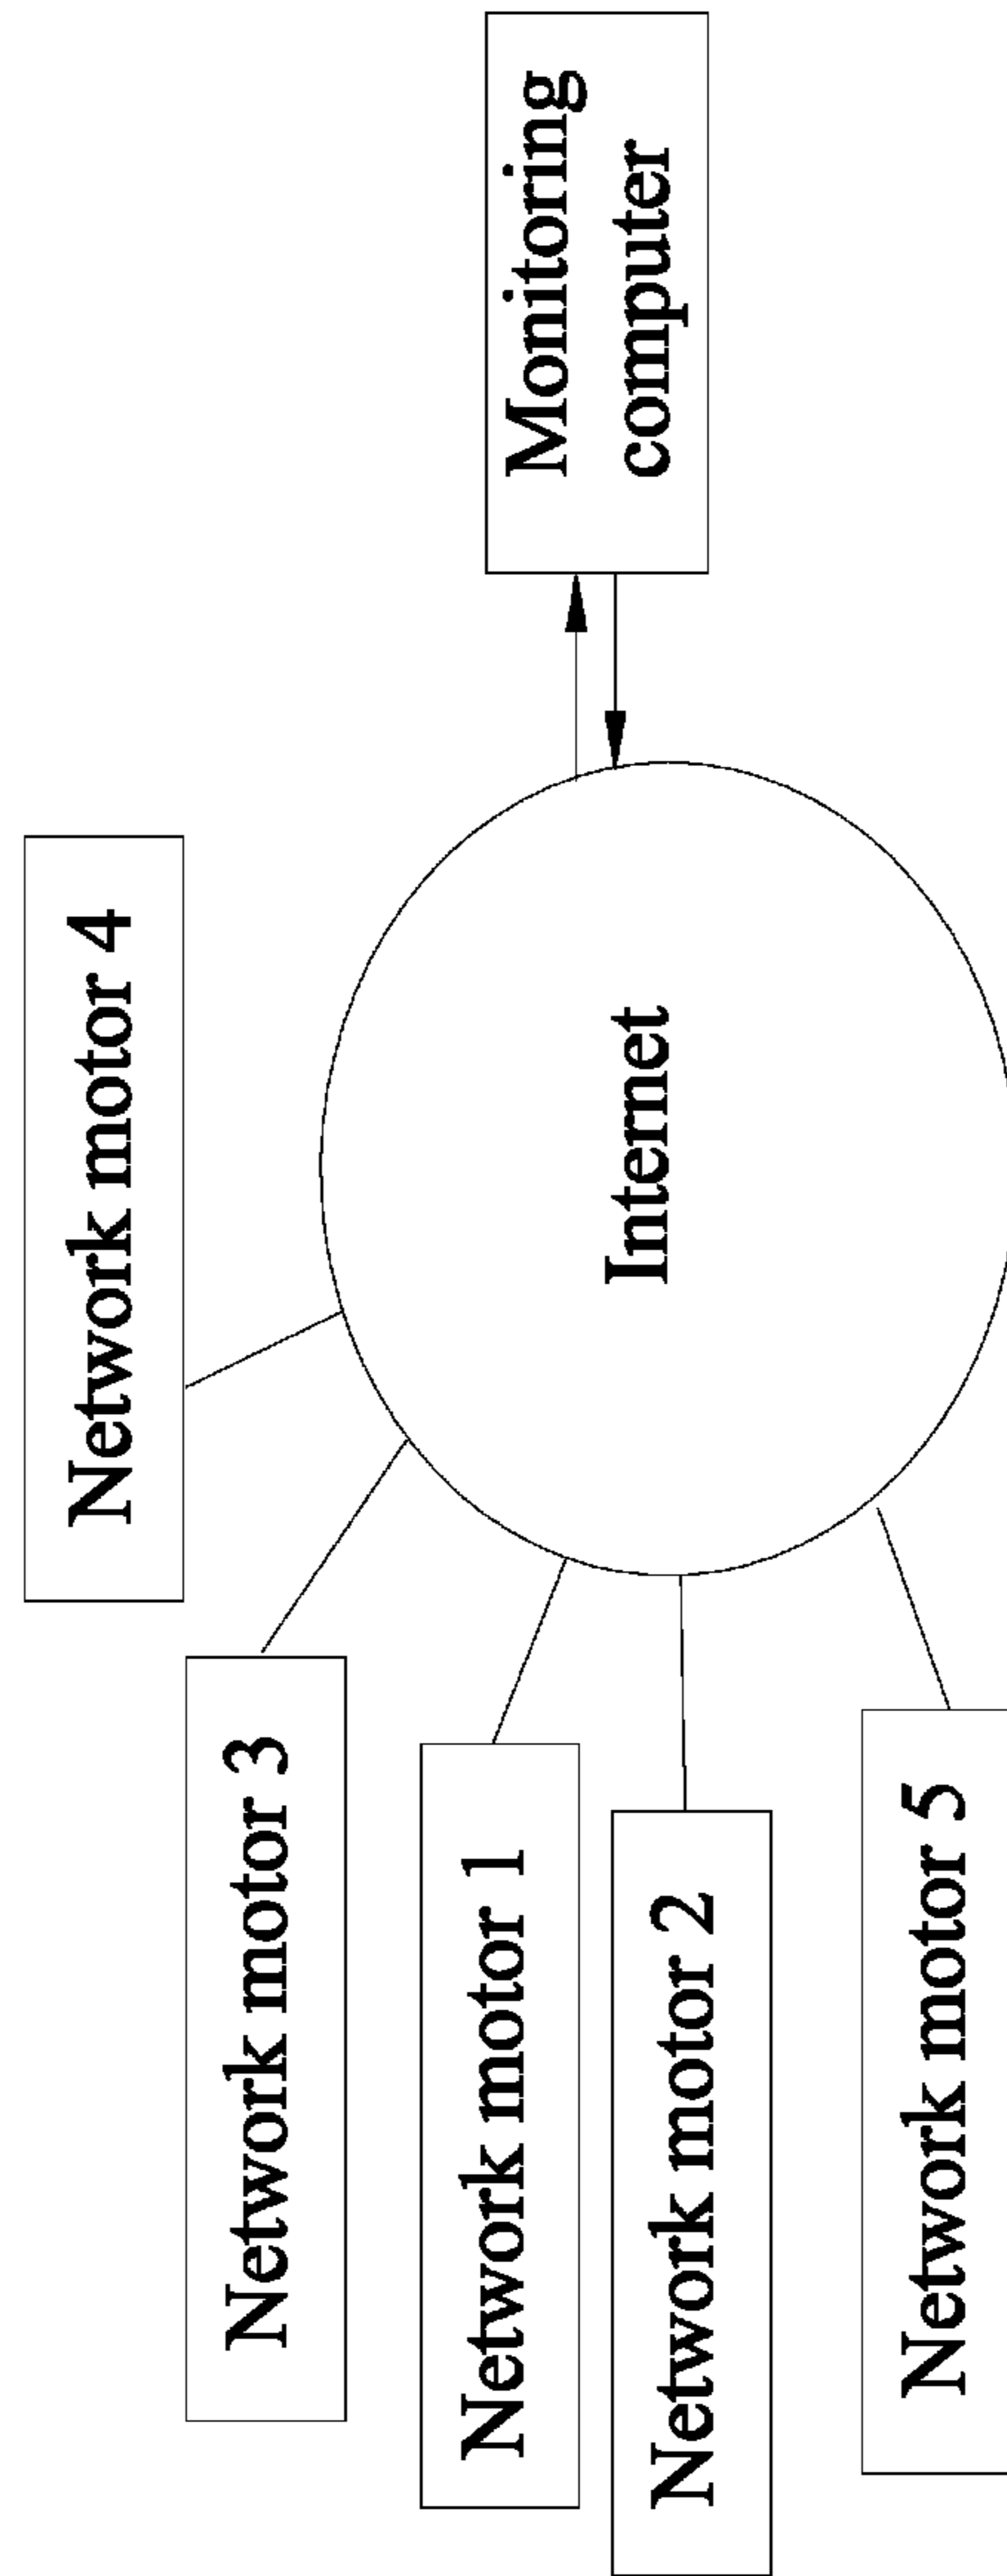 Network motor 4
Network motor 3
Network motor 1
Network motor 2
Network motor 5
Internet
Monitoring
computer